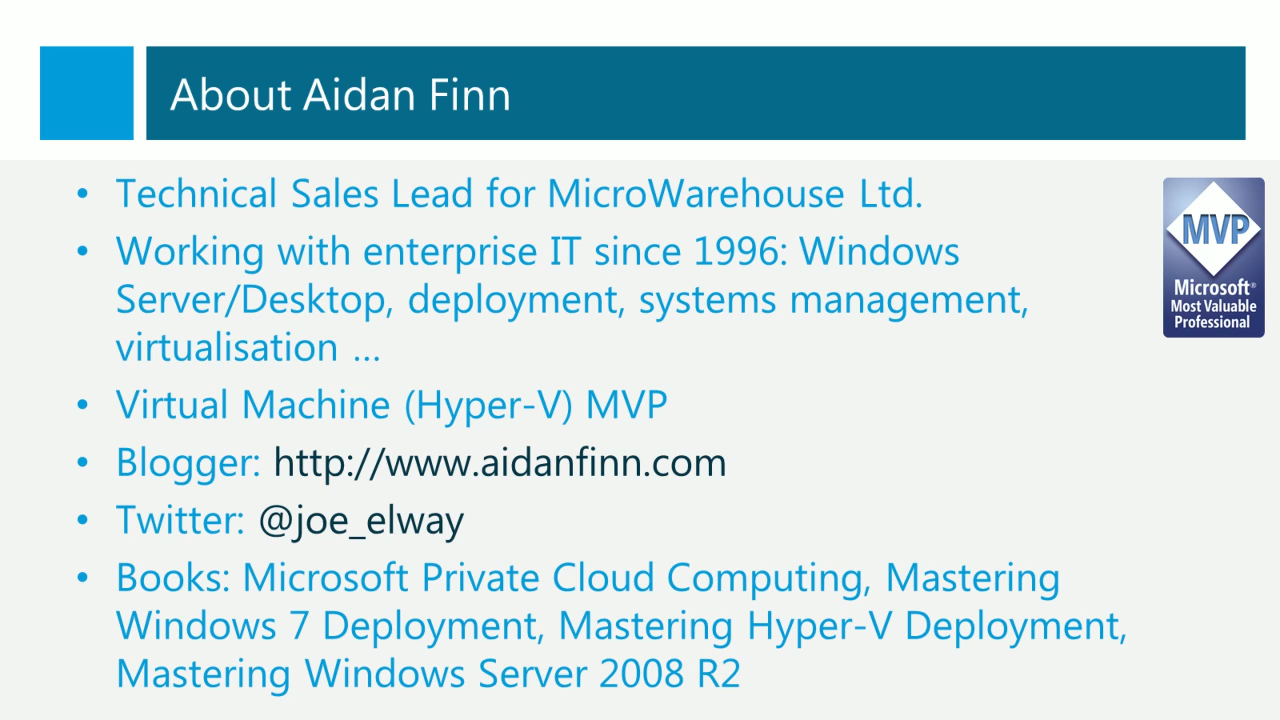 About Aidan Finn
• Technical Sales Lead for MicroWarehouse Ltd.
• Working with enterprise IT since 1996: Windows
Server/Desktop, deployment, systems management,
virtualisation ...
• Virtual Machine (Hyper-V) MVP
• Blogger: http://www.aidanfinn.com
• Twitter: @joe_elway
• Books: Microsoft Private Cloud Computing, Mastering
Windows 7 Deployment, Mastering Hyper-V Deployment,
Mastering Windows Server 2008 R2
MVP
Microsoft®
Most Valuable
Professional